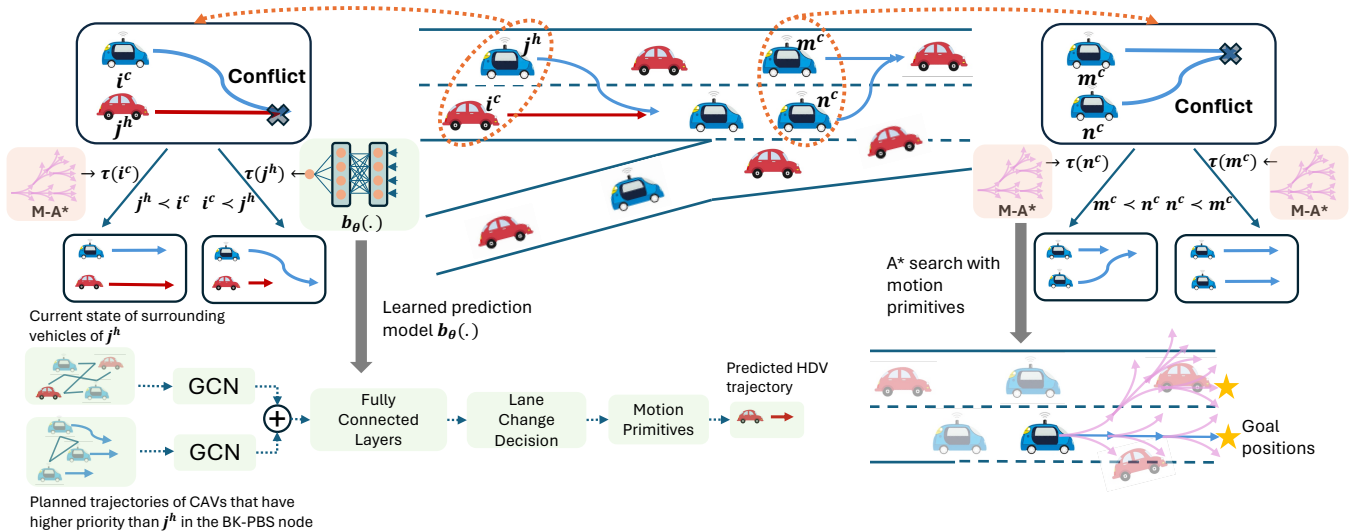 i^c
Conflict
j^h
→ τ(i^c)
τ(j^h) ←
M-A*
j^h ≺ i^c
i^c ≺ j^h
b_θ(.)
j^h
i^c
m^c
n^c
m^c
Conflict
n^c
→ τ(n^c)
τ(m^c) ←
M-A*
m^c ≺ n^c
n^c ≺ m^c
M-A*
Current state of surrounding
vehicles of j^h
Learned prediction
model b_θ(.)
A* search with
motion
primitives
GCN
GCN
+
Fully
Connected
Layers
Lane
Change
Decision
Motion
Primitives
Predicted HDV
trajectory
Planned trajectories of CAVs that have
higher priority than j^h in the BK-PBS node
Goal
positions